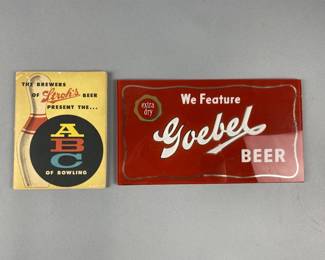 THE BREWERS
OF Stroh's BEER
PRESENT THE...
A
B
C
OF BOWLING
extra
dry
We Feature
Goebel
BEER